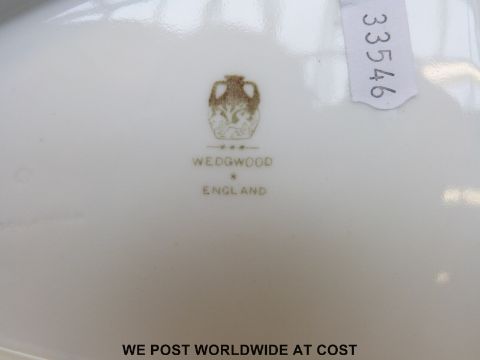 33546
WEDGWOOD
ENGLAND
WE POST WORLDWIDE AT COST